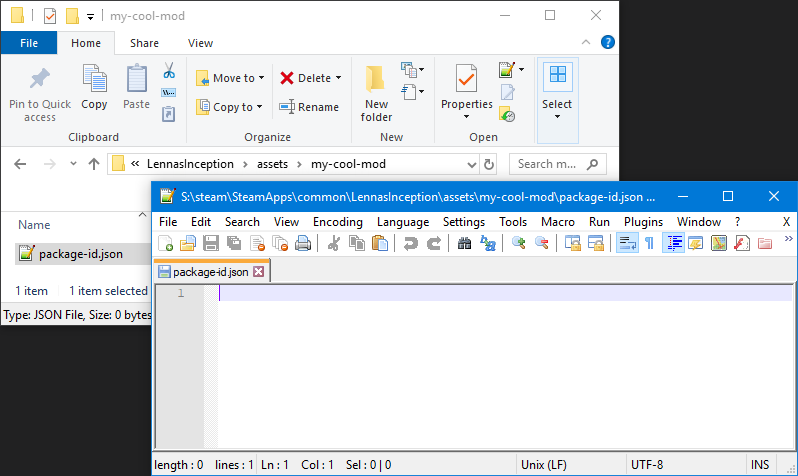 my-cool-mod
File Home Share View
Pin to Quick access
Copy
Paste
Move to
Copy to
Delete
Rename
New folder
Properties
Select
Clipboard Organize New Open
« LennasInception › assets › my-cool-mod
Search m...
S:\steam\SteamApps\common\LennasInception\assets\my-cool-mod\package-id.json ...
File Edit Search View Encoding Language Settings Tools Macro Run Plugins Window ? X
Name
package-id.json
package-id.json
1
1 item 1 item selected
Type: JSON File, Size: 0 bytes
length : 0 lines : 1 Ln : 1 Col : 1 Sel : 0 | 0 Unix (LF) UTF-8 INS